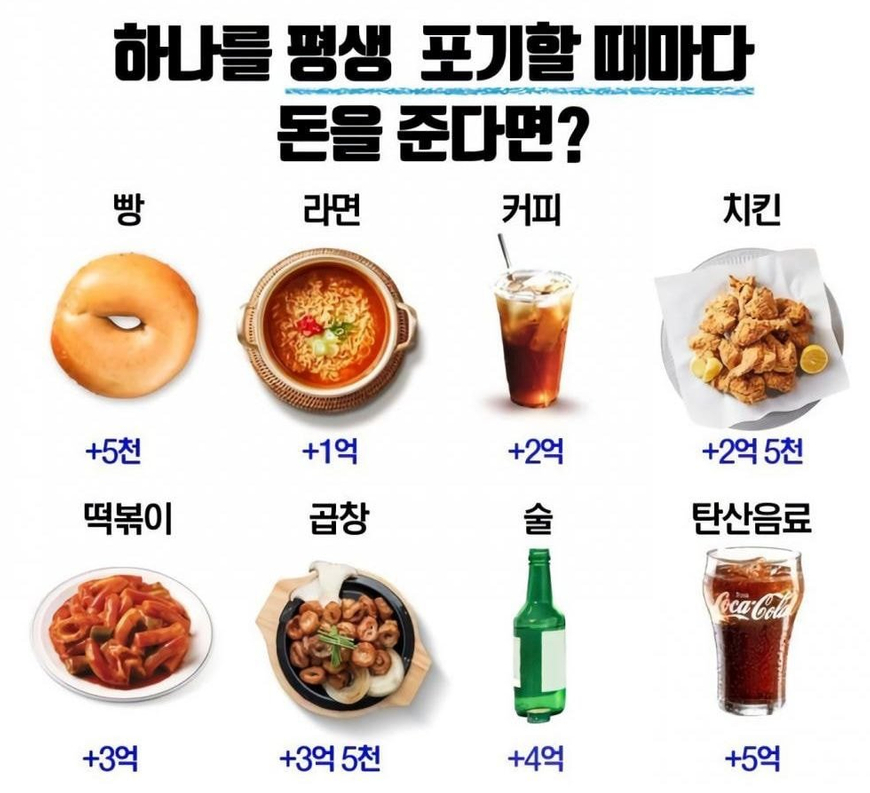 하나를 평생 포기할 때마다
돈을 준다면?
빵 라면 커피 치킨
+5천 +1억 +2억 +2억 5천
떡볶이 곱창 술 탄산음료
Coca-Cola
+3억 +3억 5천 +4억 +5억